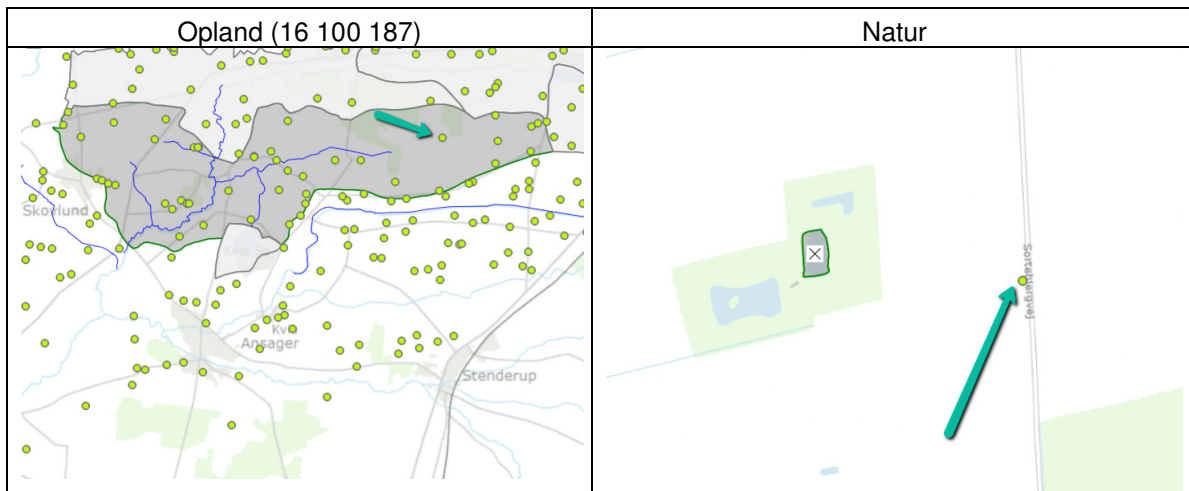 Opland (16 100 187)
Natur
Skovlund
Ansager
Stenderup
Sortebjergvej